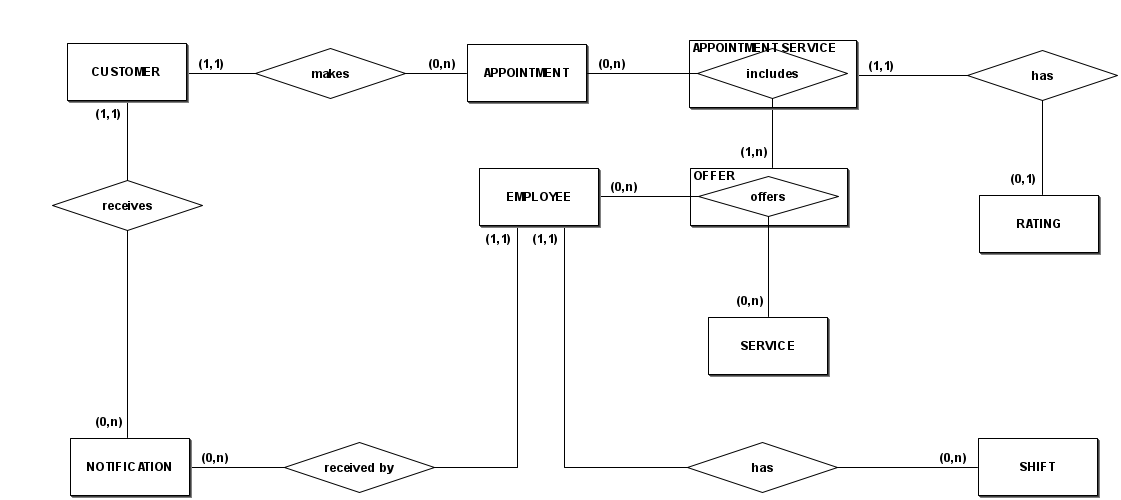 APPOINTMENT SERVICE
CUSTOMER
(1,1)
makes
(0,n)
APPOINTMENT
(0,n)
includes
(1,1)
has
(1,1)
(1,n)
(0,1)
OFFER
EMPLOYEE
(0,n)
offers
receives
RATING
(1,1)
(1,1)
(0,n)
SERVICE
(0,n)
NOTIFICATION
(0,n)
received by
has
(0,n)
SHIFT